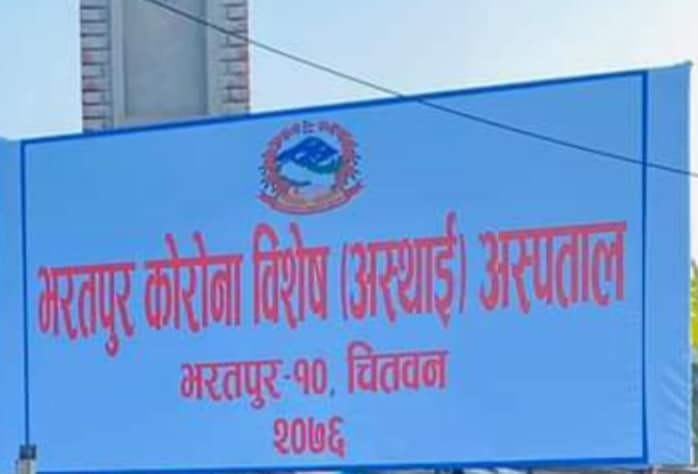 भरतपुर कोरोना विशेष (अस्थाई) अस्पताल
भरतपुर-१०, चितवन
२०७६